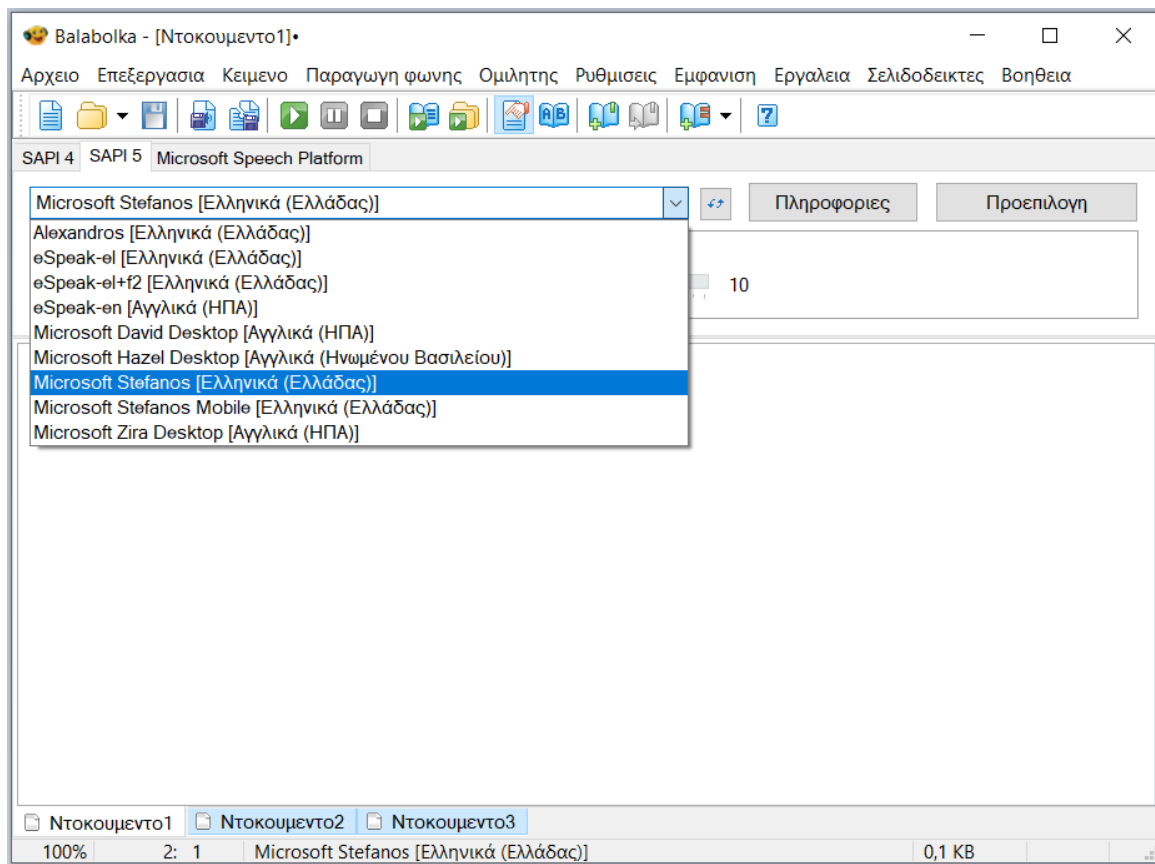 Balabolka - [Ντοκουμεντο1]•
Αρχειο Επεξεργασια Κειμενο Παραγωγη φωνης Ομιλητης Ρυθμισεις Εμφανιση Εργαλεια Σελιδοδεικτες Βοηθεια
SAPI 4 SAPI 5 Microsoft Speech Platform
Microsoft Stefanos [Ελληνικά (Ελλάδας)] Πληροφοριες Προεπιλογη
Alexandros [Ελληνικά (Ελλάδας)]
eSpeak-el [Ελληνικά (Ελλάδας)]
eSpeak-el+f2 [Ελληνικά (Ελλάδας)] 10
eSpeak-en [Αγγλικά (ΗΠΑ)]
Microsoft David Desktop [Αγγλικά (ΗΠΑ)]
Microsoft Hazel Desktop [Αγγλικά (Ηνωμένου Βασιλείου)]
Microsoft Stefanos [Ελληνικά (Ελλάδας)]
Microsoft Stefanos Mobile [Ελληνικά (Ελλάδας)]
Microsoft Zira Desktop [Αγγλικά (ΗΠΑ)]
Ντοκουμεντο1 Ντοκουμεντο2 Ντοκουμεντο3
100% 2: 1 Microsoft Stefanos [Ελληνικά (Ελλάδας)] 0,1 KB